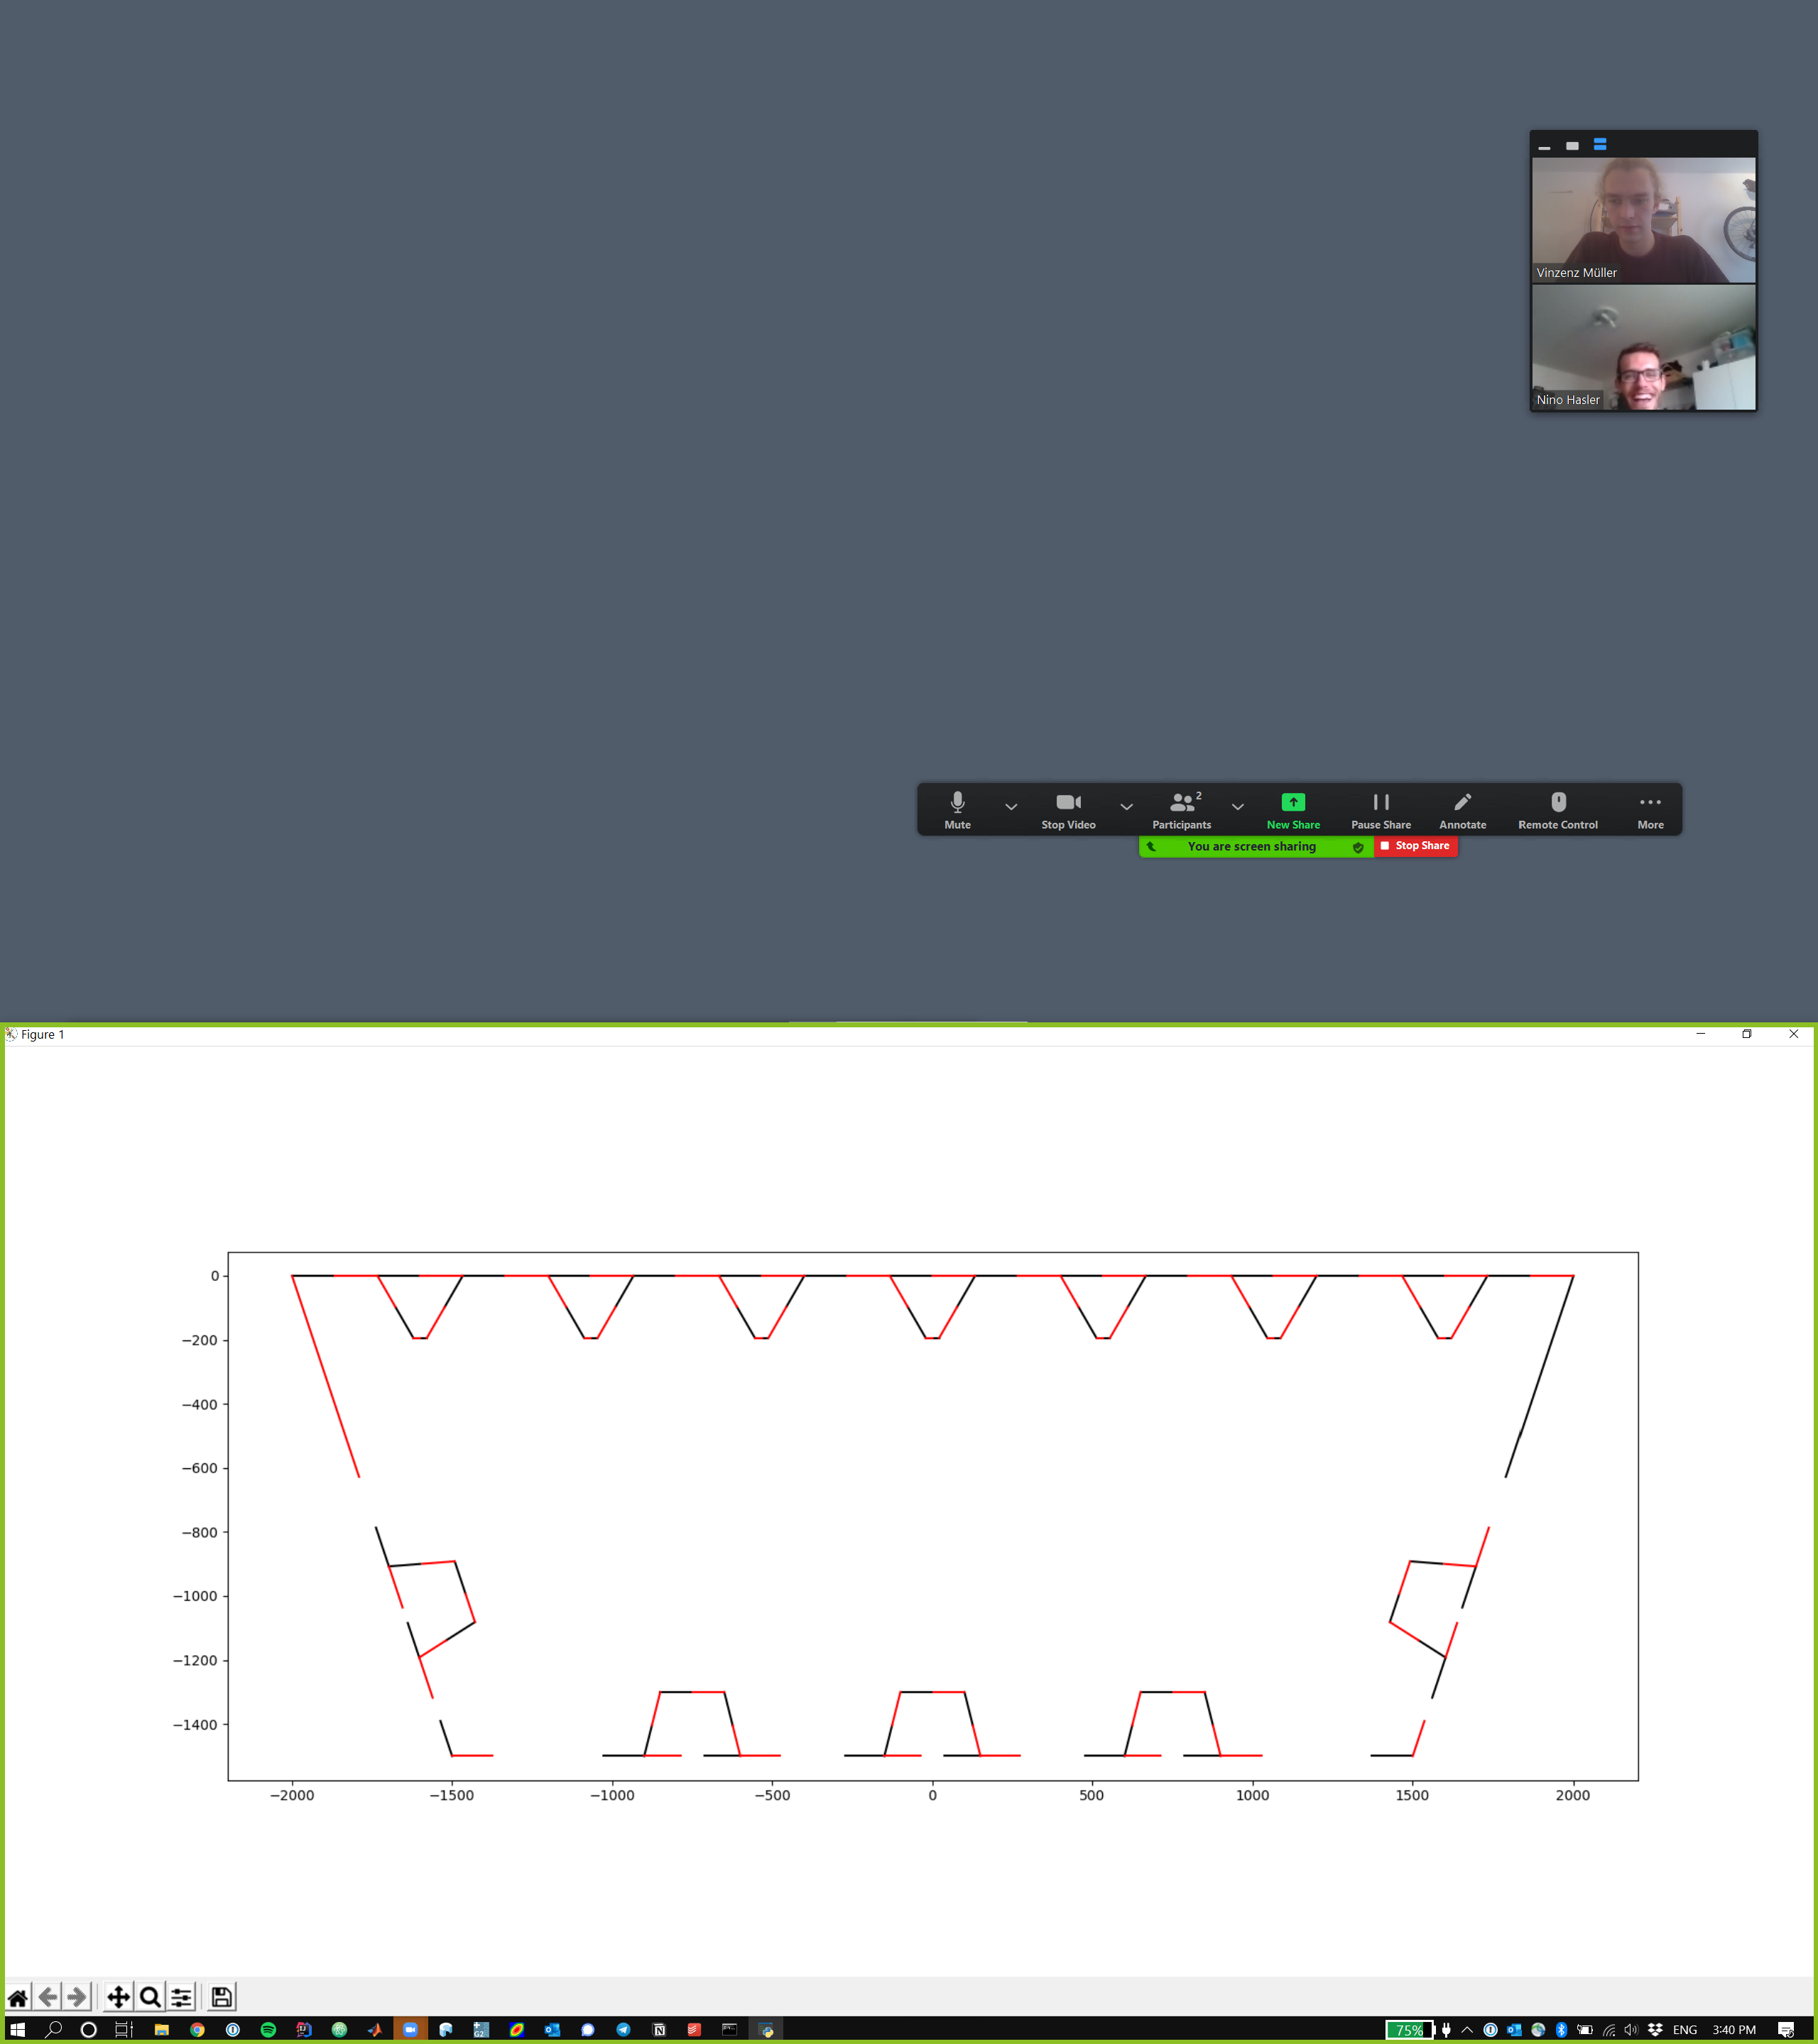 Vinzenz Müller
Nino Hasler
2
Mute Stop Video Participants New Share Pause Share Annotate Remote Control More
You are screen sharing Stop Share
Figure 1
0
−200
−400
−600
−800
−1000
−1200
−1400
−2000 −1500 −1000 −500 0 500 1000 1500 2000
G2
75% ENG 3:40 PM